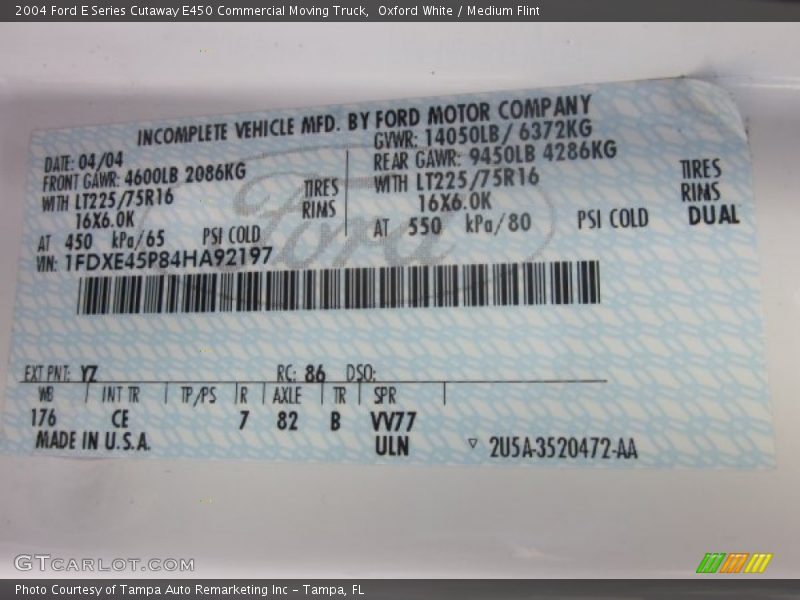 2004 Ford E Series Cutaway E450 Commercial Moving Truck,  Oxford White / Medium Flint
INCOMPLETE VEHICLE MFD. BY FORD MOTOR COMPANY
DATE: 04/04
FRONT GAWR: 4600LB 2086KG
WITH LT225/75R16 TIRES
16X6.0K RIMS
AT 450 kPa/65 PSI COLD
GVWR: 14050LB/ 6372KG
REAR GAWR: 9450LB 4286KG
WITH LT225/75R16 TIRES
16X6.0K RIMS
AT 550 kPa/80 PSI COLD DUAL
VIN: 1FDXE45P84HA92197
Ford
EXT PNT: YZ RC: 86 DSO:
WB INT TR TP/PS R AXLE TR SPR
176 CE 7 82 B VV77
MADE IN U.S.A. ULN ▽ 2U5A-3520472-AA
GTCARLOT.COM
Photo Courtesy of Tampa Auto Remarketing Inc – Tampa, FL